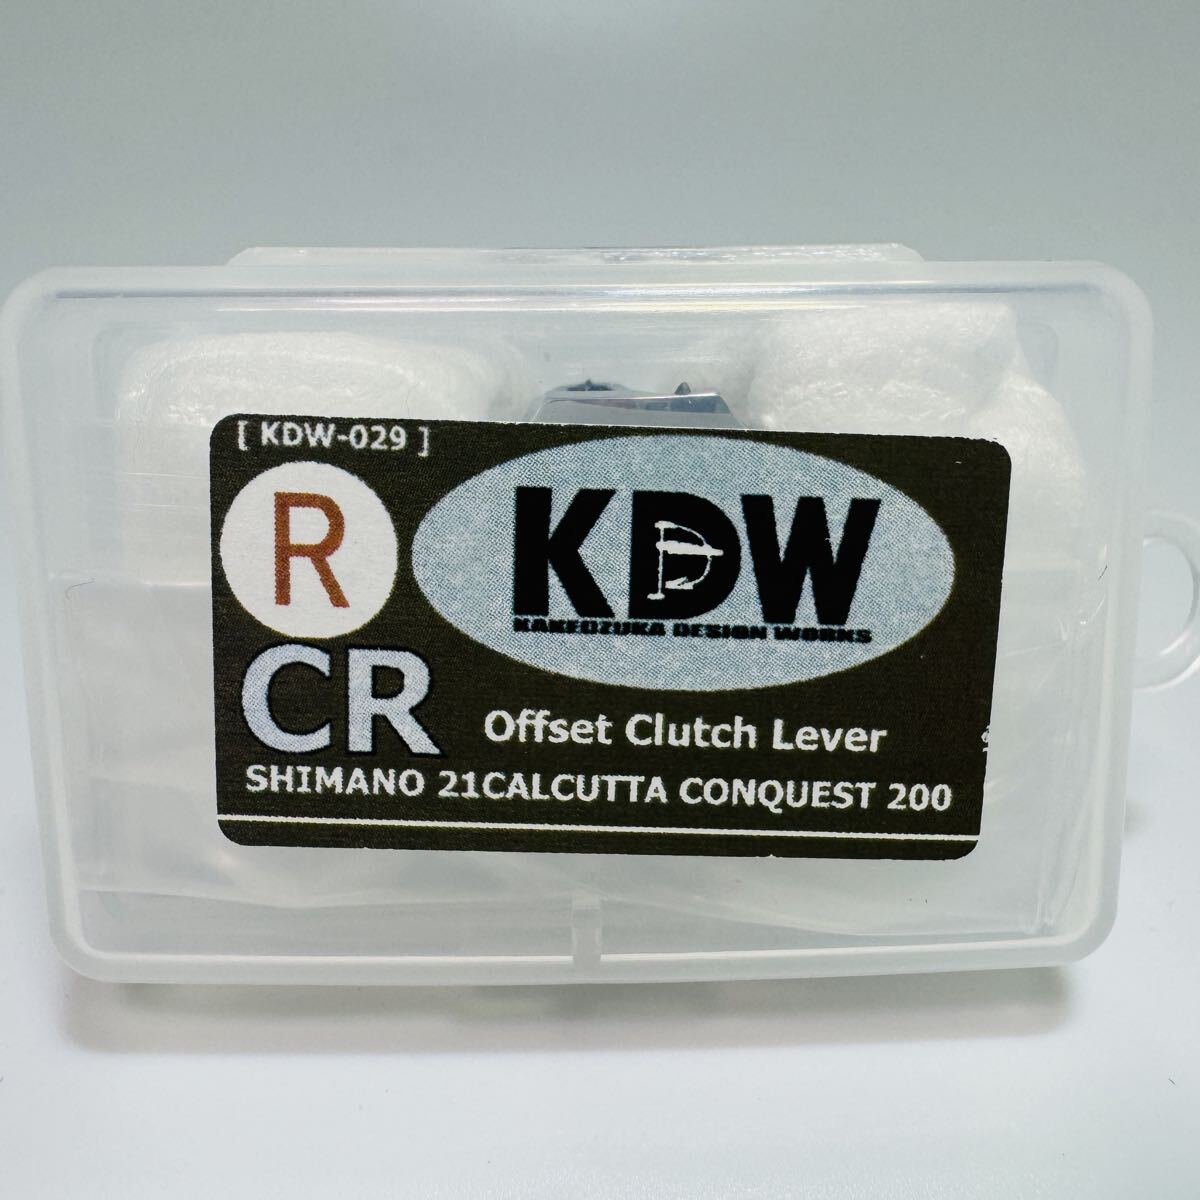 [ KDW-029 ]
R
KDW
KAKEDZUKA DESIGN WORKS
CR
Offset Clutch Lever
SHIMANO 21CALCUTTA CONQUEST 200